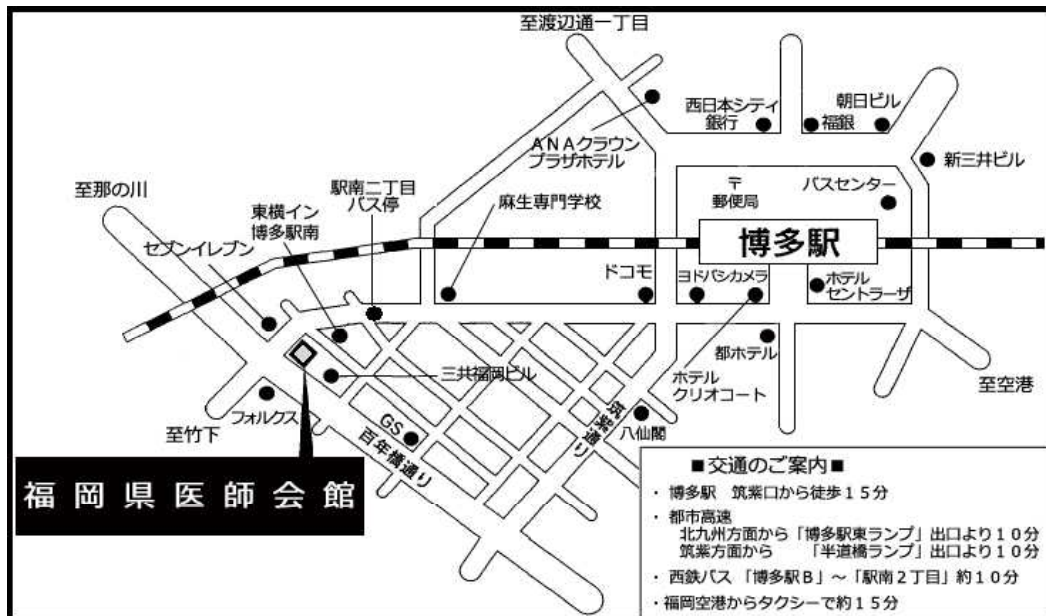 至渡辺通一丁目
西日本シティ
銀行
福銀
朝日ビル
ANAクラウン
プラザホテル
新三井ビル
至那の川
駅南二丁目
バス停
麻生専門学校
〒
郵便局
バスセンター
東横イン
博多駅南
セブンイレブン
博多駅
ドコモ
ヨドバシカメラ
ホテル
セントラーザ
都ホテル
三共福岡ビル
ホテル
クリオコート
至空港
フォルクス
GS
百年橋通り
筑紫通り
八仙閣
至竹下
福岡県医師会館
■交通のご案内■
・博多駅 筑紫口から徒歩15分
・都市高速
北九州方面から「博多駅東ランプ」出口より10分
筑紫方面から 「半道橋ランプ」出口より10分
・西鉄バス 「博多駅B」~「駅南2丁目」約10分
・福岡空港からタクシーで約15分